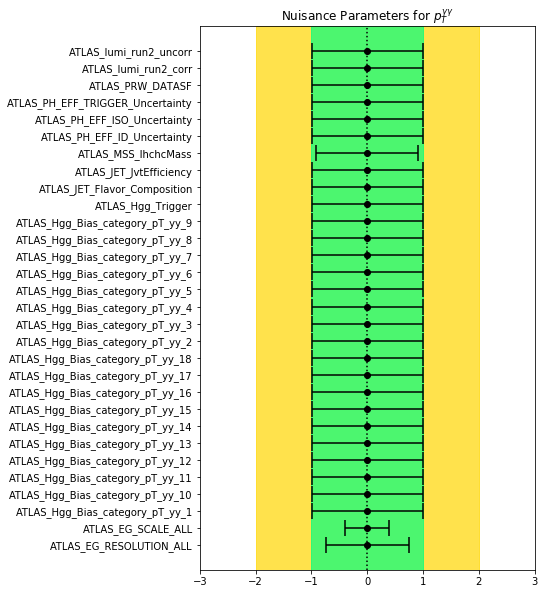 Nuisance Parameters for $p_T^{\gamma\gamma}$
ATLAS_lumi_run2_uncorr
ATLAS_lumi_run2_corr
ATLAS_PRW_DATASF
ATLAS_PH_EFF_TRIGGER_Uncertainty
ATLAS_PH_EFF_ISO_Uncertainty
ATLAS_PH_EFF_ID_Uncertainty
ATLAS_MSS_lhchcMass
ATLAS_JET_JvtEfficiency
ATLAS_JET_Flavor_Composition
ATLAS_Hgg_Trigger
ATLAS_Hgg_Bias_category_pT_yy_9
ATLAS_Hgg_Bias_category_pT_yy_8
ATLAS_Hgg_Bias_category_pT_yy_7
ATLAS_Hgg_Bias_category_pT_yy_6
ATLAS_Hgg_Bias_category_pT_yy_5
ATLAS_Hgg_Bias_category_pT_yy_4
ATLAS_Hgg_Bias_category_pT_yy_3
ATLAS_Hgg_Bias_category_pT_yy_2
ATLAS_Hgg_Bias_category_pT_yy_18
ATLAS_Hgg_Bias_category_pT_yy_17
ATLAS_Hgg_Bias_category_pT_yy_16
ATLAS_Hgg_Bias_category_pT_yy_15
ATLAS_Hgg_Bias_category_pT_yy_14
ATLAS_Hgg_Bias_category_pT_yy_13
ATLAS_Hgg_Bias_category_pT_yy_12
ATLAS_Hgg_Bias_category_pT_yy_11
ATLAS_Hgg_Bias_category_pT_yy_10
ATLAS_Hgg_Bias_category_pT_yy_1
ATLAS_EG_SCALE_ALL
ATLAS_EG_RESOLUTION_ALL
−3 −2 −1 0 1 2 3